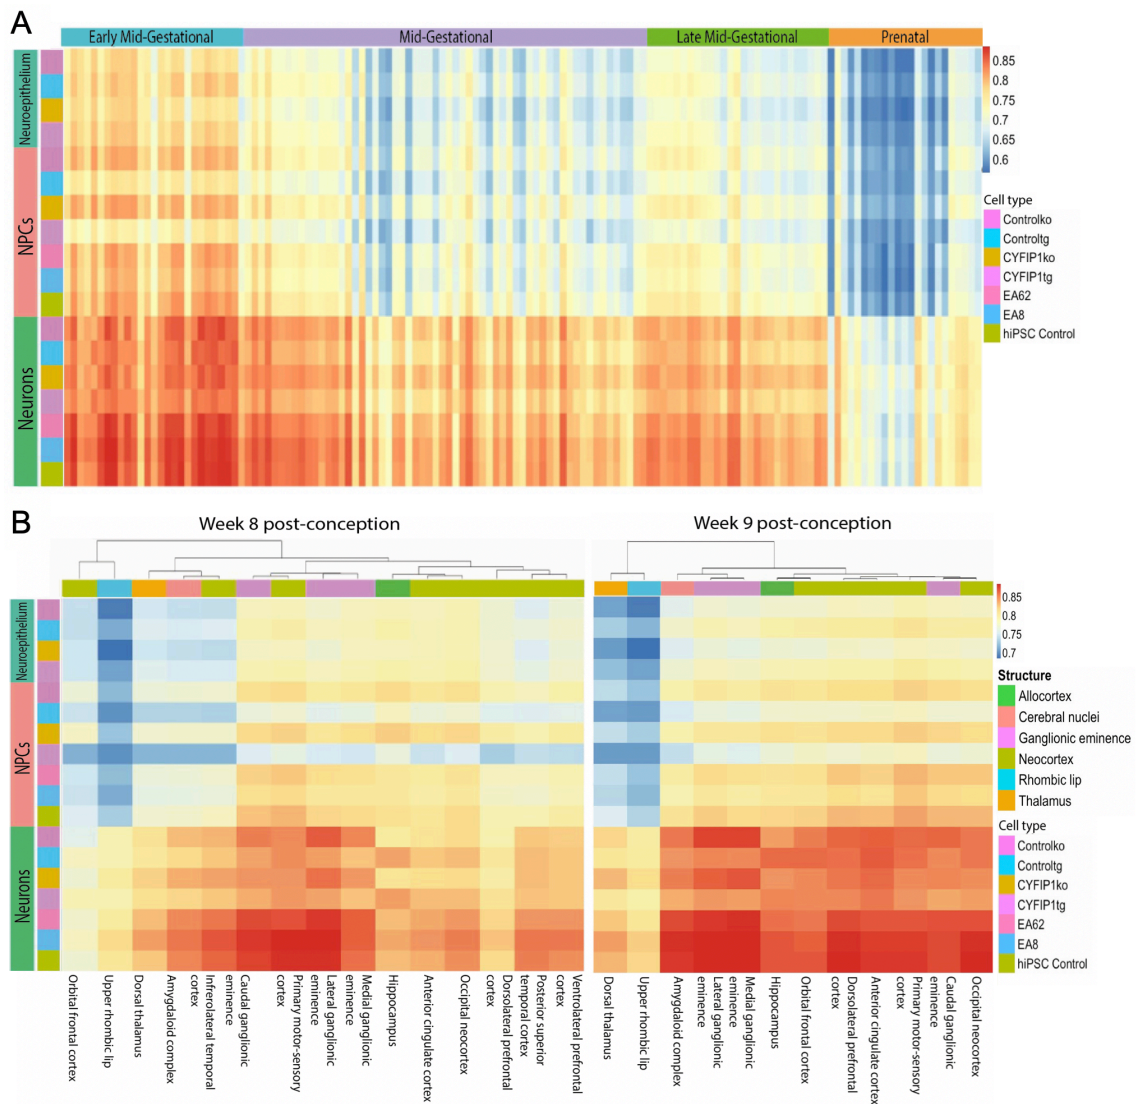 A
Early Mid-Gestational
Mid-Gestational
Late Mid-Gestational
Prenatal
Neuroepithelium
NPCs
Neurons
0.85
0.8
0.75
0.7
0.65
0.6
Cell type
Controlko
Controltg
CYFIP1ko
CYFIP1tg
EA62
EA8
hiPSC Control
B
Week 8 post-conception
Week 9 post-conception
Neuroepithelium
NPCs
Neurons
0.85
0.8
0.75
0.7
Structure
Allocortex
Cerebral nuclei
Ganglionic eminence
Neocortex
Rhombic lip
Thalamus
Cell type
Controlko
Controltg
CYFIP1ko
CYFIP1tg
EA62
EA8
hiPSC Control
Orbital frontal cortex
Upper rhombic lip
Dorsal thalamus
Amygdaloid complex
Infrerolateral temporal
cortex
Caudal ganglionic
eminence
Primary motor-sensory
cortex
Lateral ganglionic
eminence
Medial ganglionic
eminence
Hippocampus
Anterior cingulate cortex
Occipital neocortex
Dorsolateral prefrontal
cortex
Posterior superior
temporal cortex
Ventrolateral prefrontal
cortex
Dorsal thalamus
Upper rhombic lip
Amygdaloid complex
Lateral ganglionic
eminence
Medial ganglionic
eminence
Hippocampus
Orbital frontal cortex
Dorsolateral prefrontal
cortex
Anterior cingulate cortex
Primary motor-sensory
cortex
Caudal ganglionic
eminence
Occipital neocortex